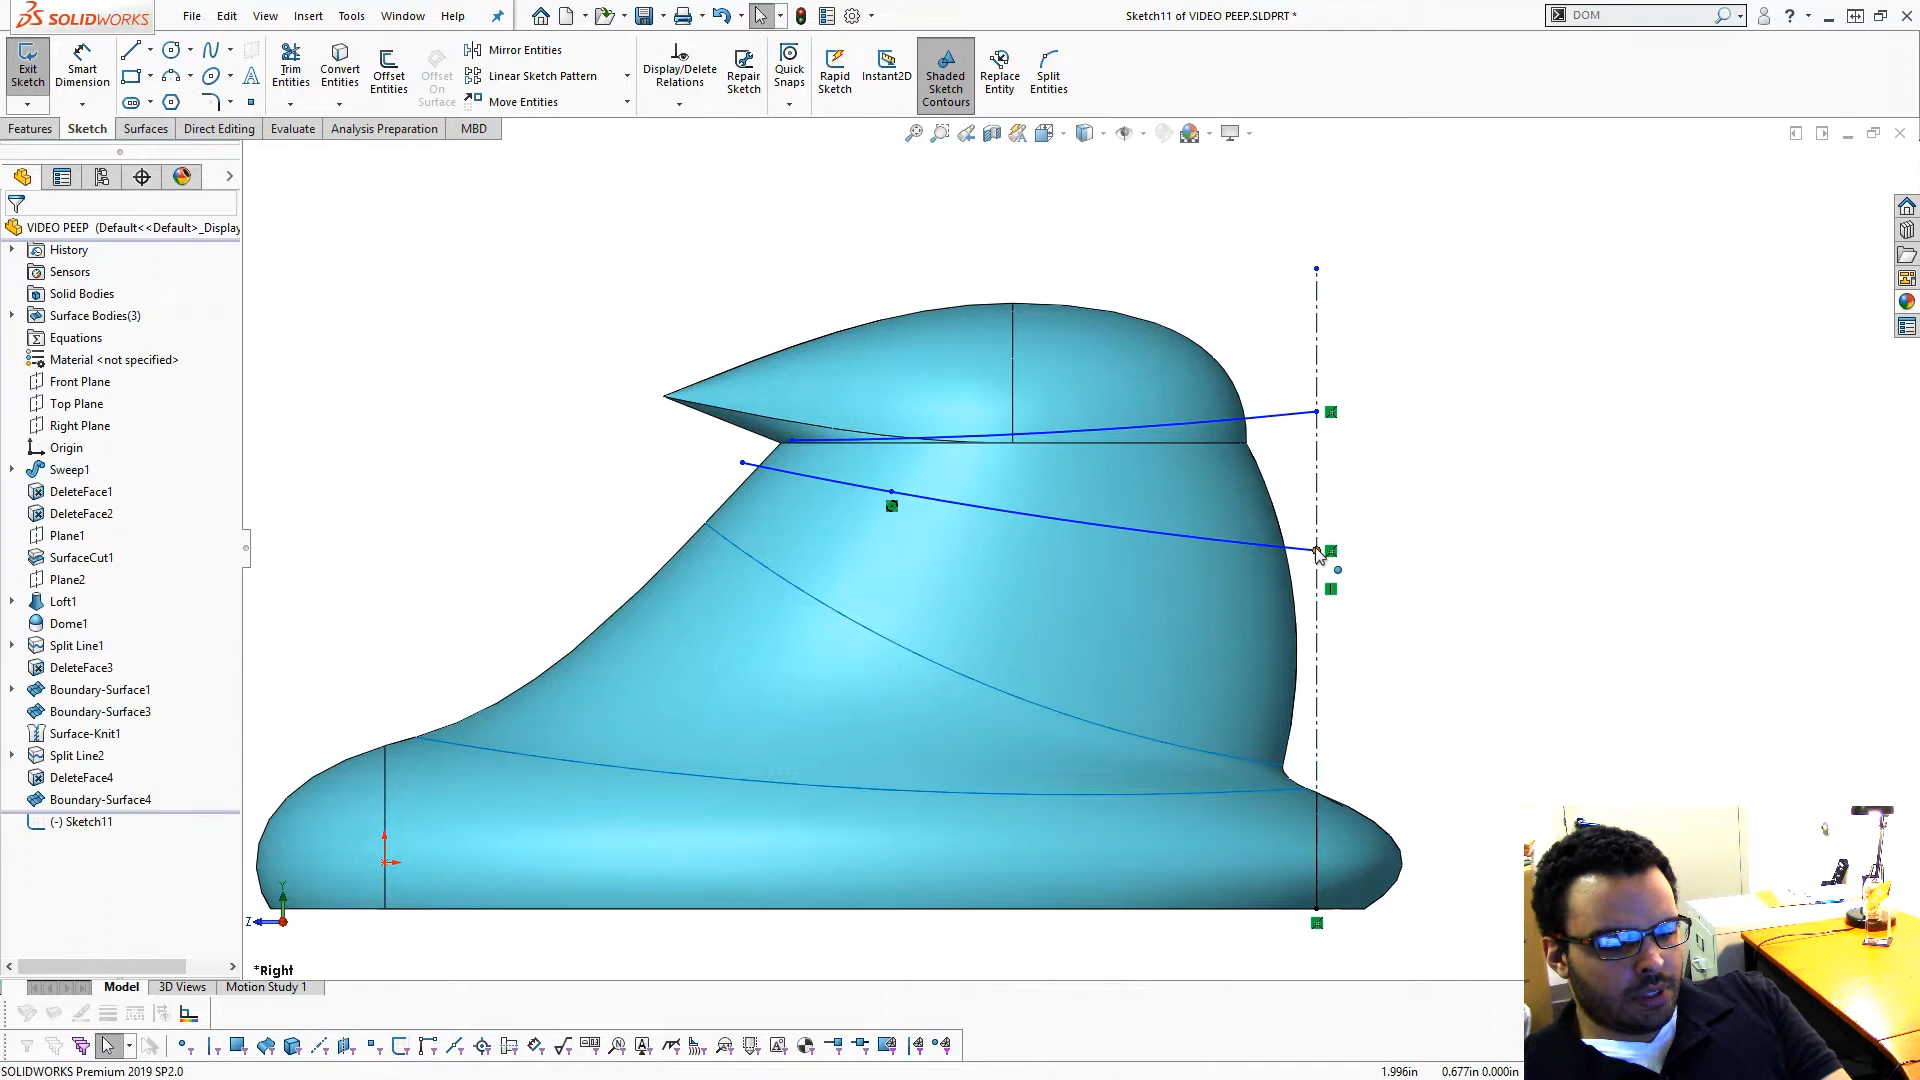 SOLIDWORKS
File Edit View Insert Tools Window Help
Sketch11 of VIDEO PEEP.SLDPRT *
DOM
Exit Sketch
Smart Dimension
Trim Entities
Convert Entities
Offset Entities
Offset On Surface
Mirror Entities
Linear Sketch Pattern
Move Entities
Display/Delete Relations
Repair Sketch
Quick Snaps
Rapid Sketch
Instant2D
Shaded Sketch Contours
Replace Entity
Split Entities
Features Sketch Surfaces Direct Editing Evaluate Analysis Preparation MBD
VIDEO PEEP (Default<<Default>_Display
History
Sensors
Solid Bodies
Surface Bodies(3)
Equations
Material <not specified>
Front Plane
Top Plane
Right Plane
Origin
Sweep1
DeleteFace1
DeleteFace2
Plane1
SurfaceCut1
Plane2
Loft1
Dome1
Split Line1
DeleteFace3
Boundary-Surface1
Boundary-Surface3
Surface-Knit1
Split Line2
DeleteFace4
Boundary-Surface4
(-) Sketch11
Y
Z
*Right
Model 3D Views Motion Study 1
SOLIDWORKS Premium 2019 SP2.0
1.996in 0.677in 0.000in